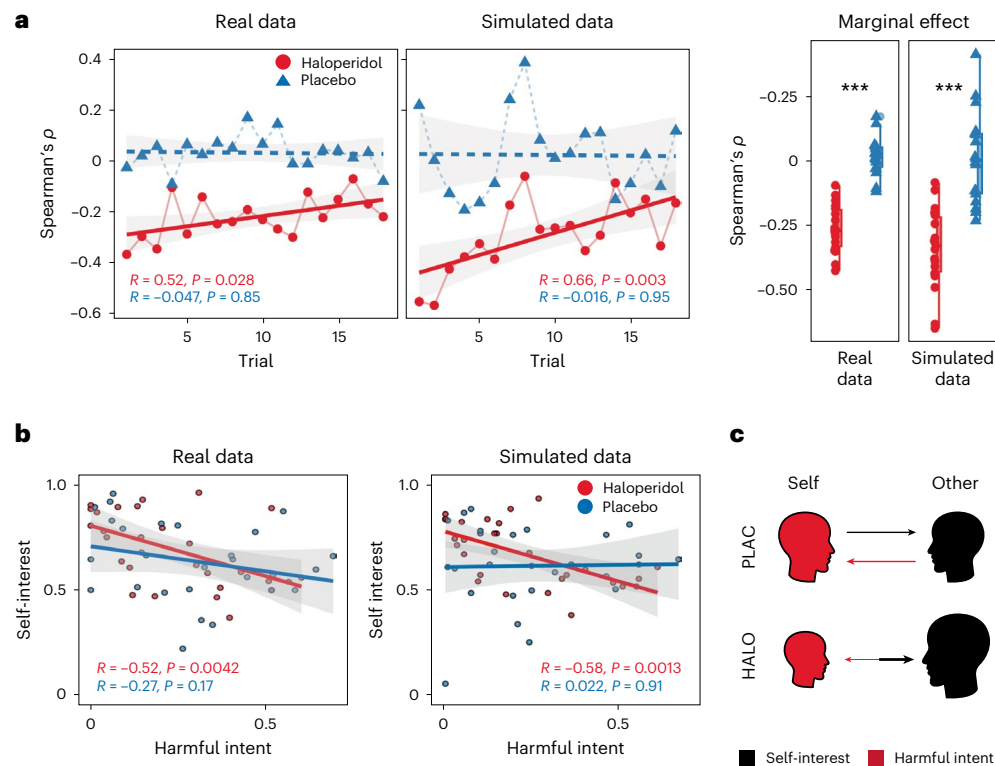 a
Real data
Simulated data
Marginal effect
Spearman's ρ
0.4
0.2
0
−0.2
−0.4
−0.6
Haloperidol
Placebo
R = 0.52, P = 0.028
R = −0.047, P = 0.85
R = 0.66, P = 0.003
R = −0.016, P = 0.95
5
10
15
5
10
15
Trial
Trial
Spearman's ρ
−0.25
0
−0.25
−0.50
***
***
Real
data
Simulated
data
b
Real data
Simulated data
Self-interest
1.0
0.5
0
R = −0.52, P = 0.0042
R = −0.27, P = 0.17
0
0.5
Harmful intent
Self interest
1.0
0.5
0
Haloperidol
Placebo
R = −0.58, P = 0.0013
R = 0.022, P = 0.91
0
0.5
Harmful intent
c
Self
Other
PLAC
HALO
Self-interest
Harmful intent